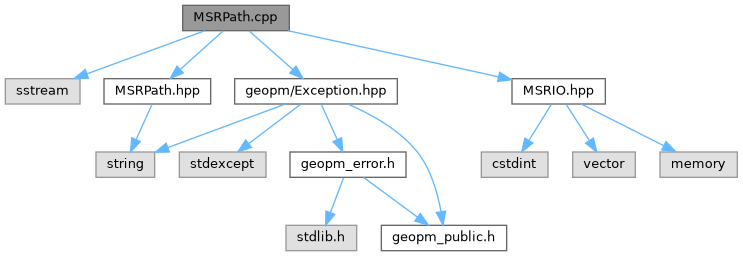 MSRPath.cpp
sstream
MSRPath.hpp
geopm/Exception.hpp
MSRIO.hpp
string
stdexcept
geopm_error.h
cstdint
vector
memory
stdlib.h
geopm_public.h